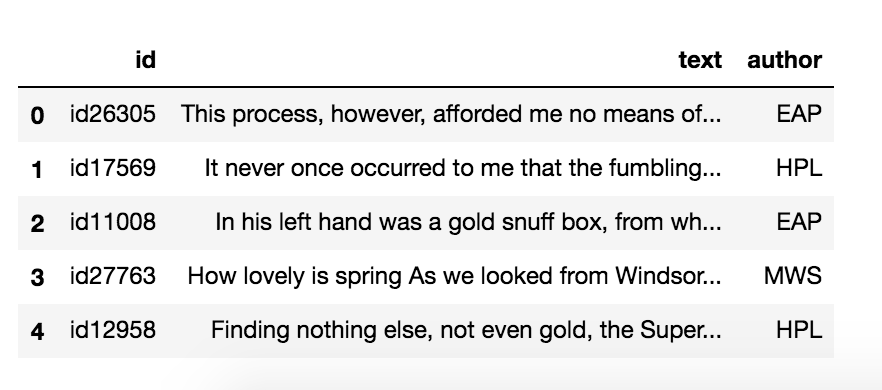 id text author
0 id26305 This process, however, afforded me no means of... EAP
1 id17569 It never once occurred to me that the fumbling... HPL
2 id11008 In his left hand was a gold snuff box, from wh... EAP
3 id27763 How lovely is spring As we looked from Windsor... MWS
4 id12958 Finding nothing else, not even gold, the Super... HPL